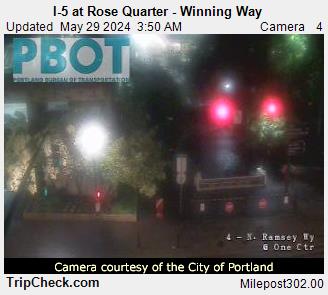 I-5 at Rose Quarter - Winning Way
Updated May 29 2024 3:50 AM Camera 4
PBOT
PORTLAND BUREAU OF TRANSPORTATION
4 - N. Ramsey Wy
@ One Ctr
Camera courtesy of the City of Portland
TripCheck.com Milepost302.00